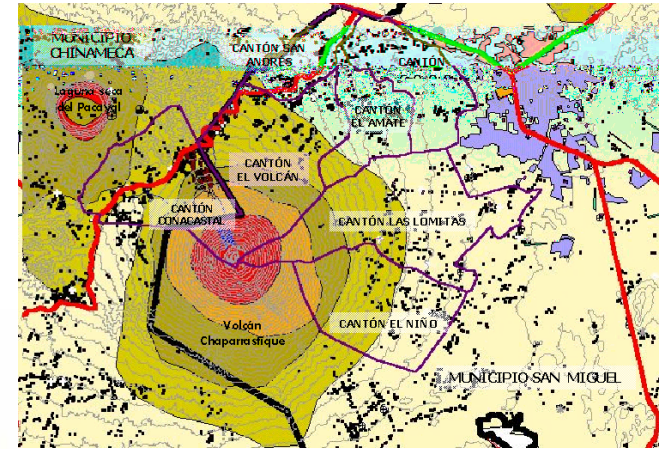 MUNICIPIO
CHINAMECA
CANTÓN SAN
ANDRÉS
CANTÓN
Laguna seca
del Pacayal
CANTÓN
EL AMATE
CANTÓN
EL VOLCÁN
CANTÓN
CONACASTAL
CANTÓN LAS LOMITAS
Volcán
Chaparrastique
CANTÓN EL NIÑO
MUNICIPIO SAN MIGUEL